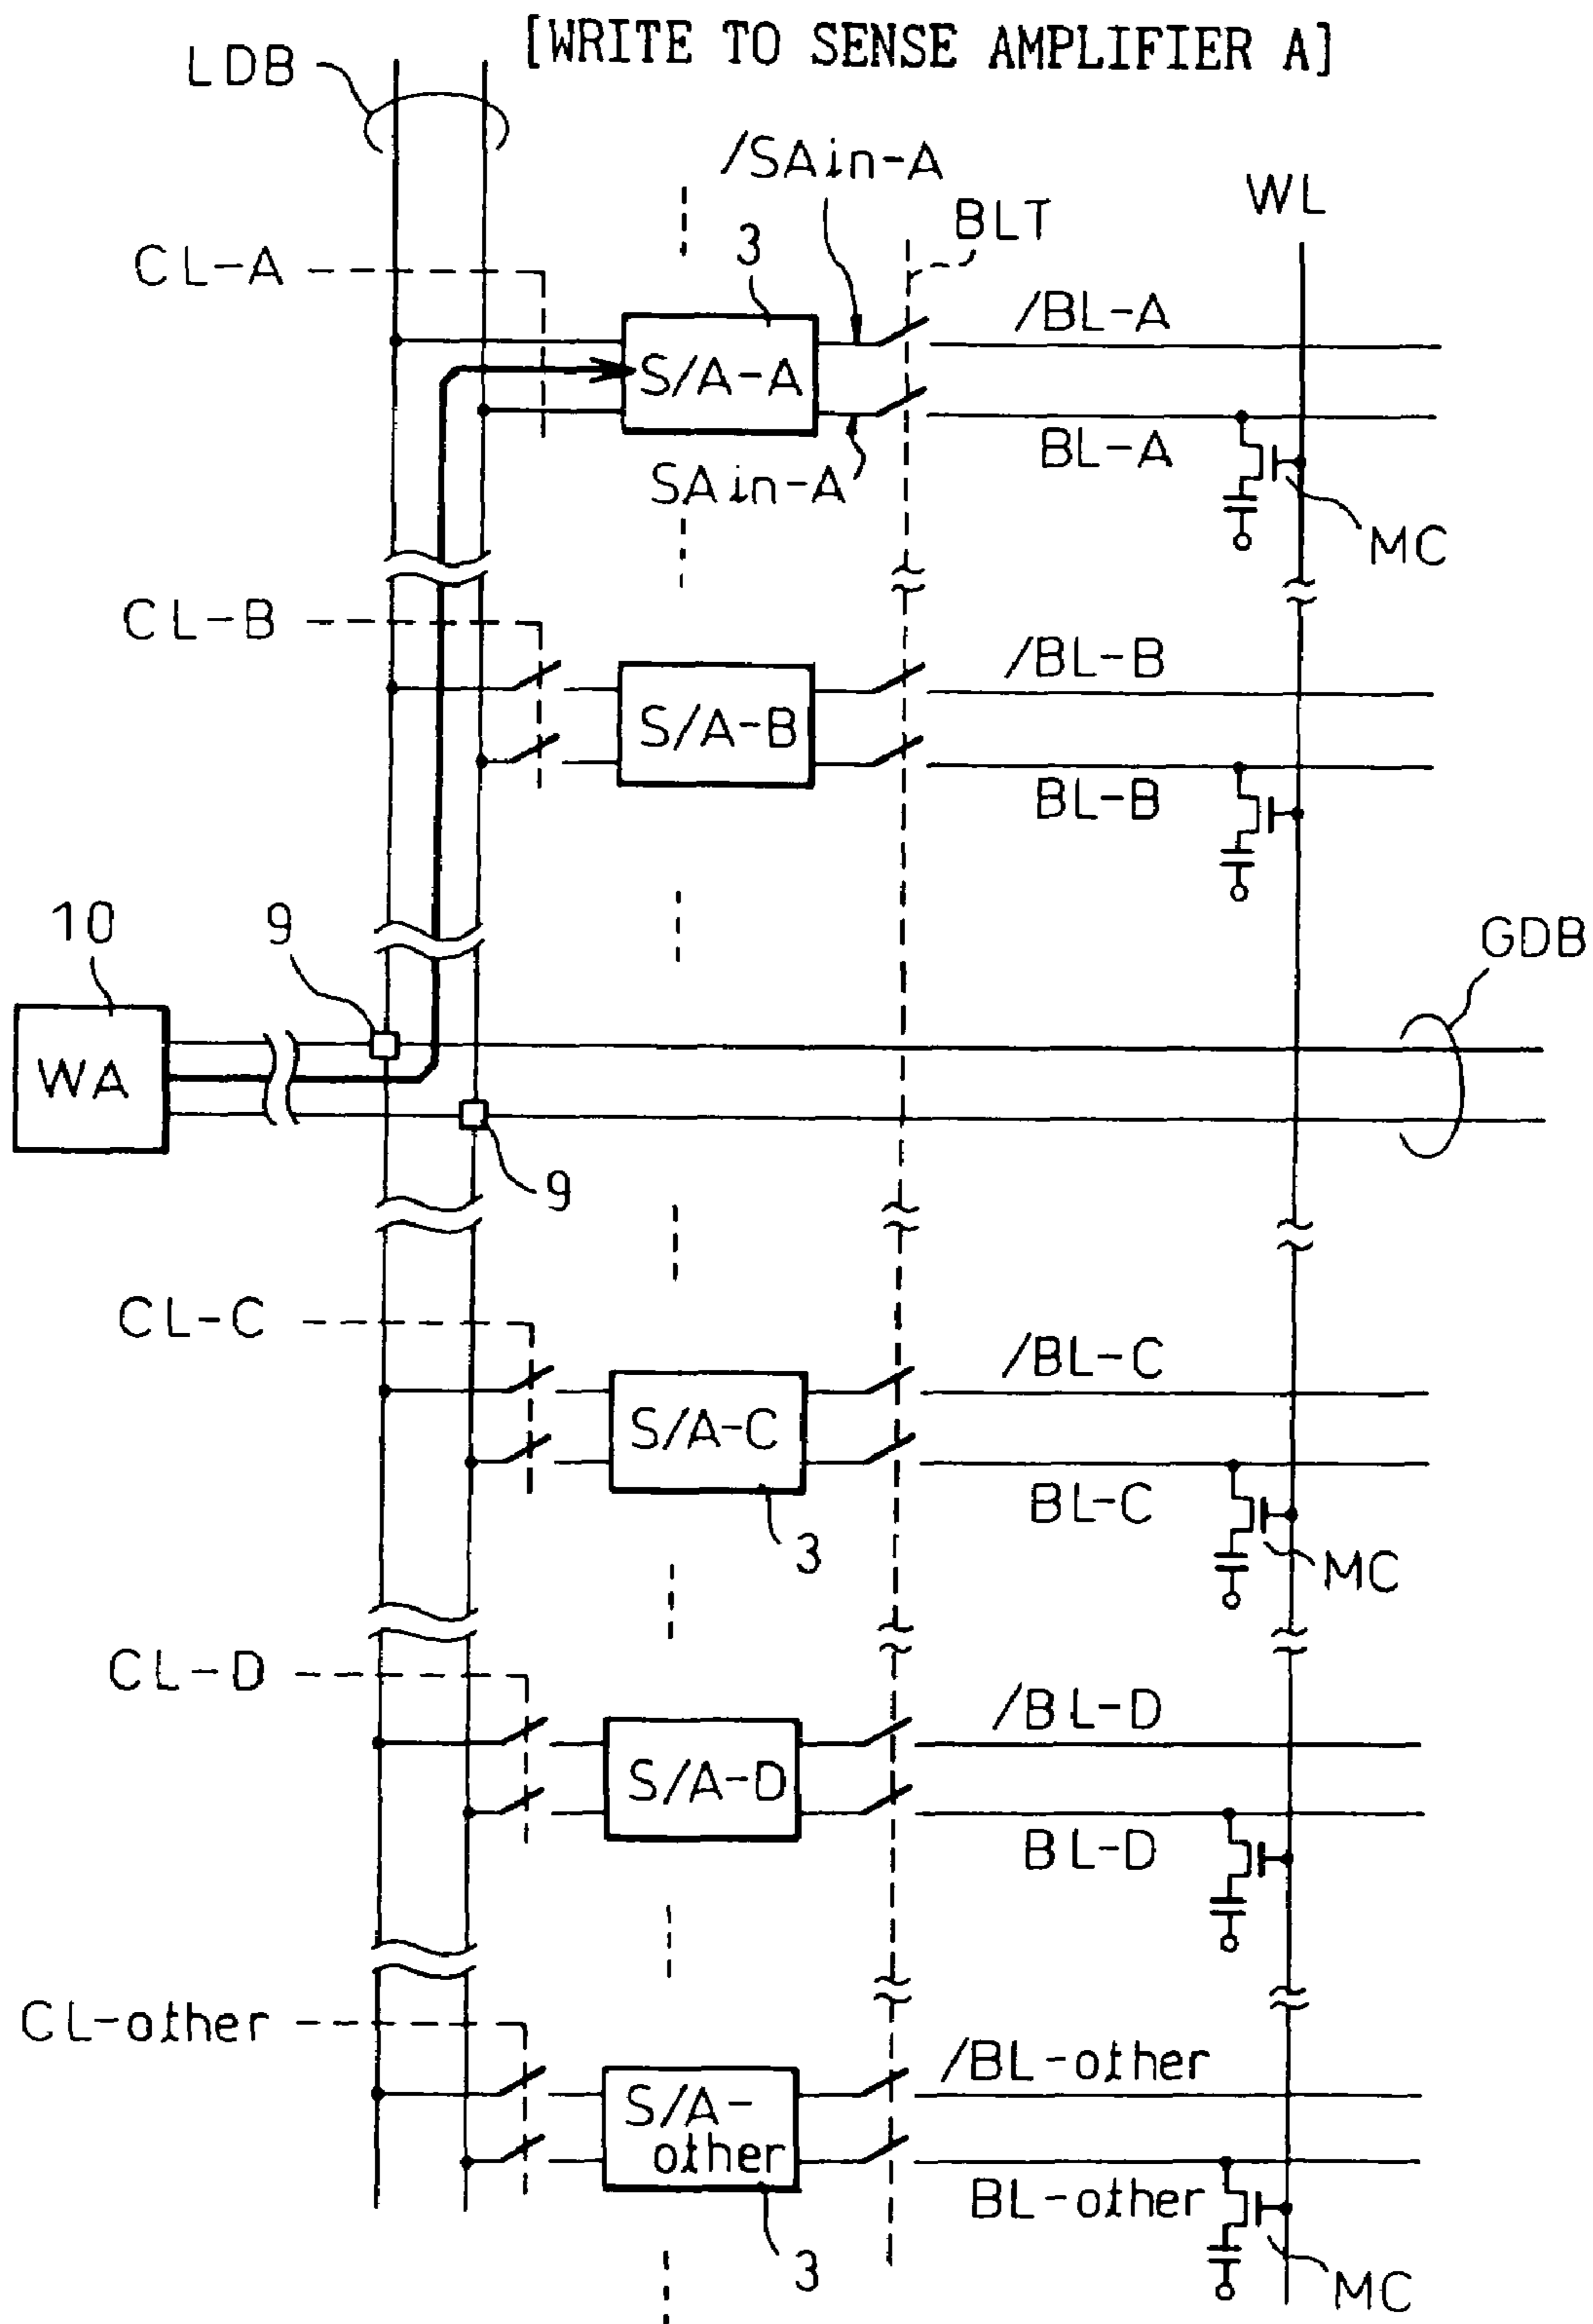 [WRITE TO SENSE AMPLIFIER A]
LDB
/SAin-A
WL
BLT
CL-A
3
/BL-A
S/A-A
BL-A
SAin-A
MC
CL-B
/BL-B
S/A-B
BL-B
10
9
GDB
WA
9
CL-C
/BL-C
S/A-C
BL-C
3
MC
CL-D
/BL-D
S/A-D
BL-D
CL-other
/BL-other
S/A-
other
BL-other
3
MC